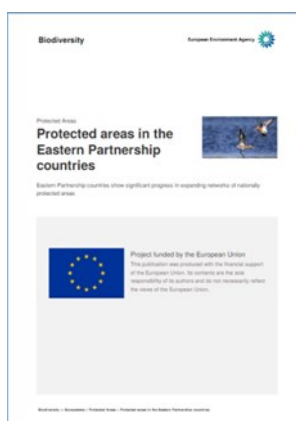 Biodiversity
European Environment Agency
Protected Areas
Protected areas in the
Eastern Partnership
countries
Eastern Partnership countries show significant progress in expanding networks of nationally
protected areas
Project funded by the European Union
This publication was produced with the financial support
of the European Union. Its contents are the sole
responsibility of its authors and do not necessarily reflect
the views of the European Union.
Biodiversity > Ecosystems > Protected Areas > Protected areas in the Eastern Partnership countries